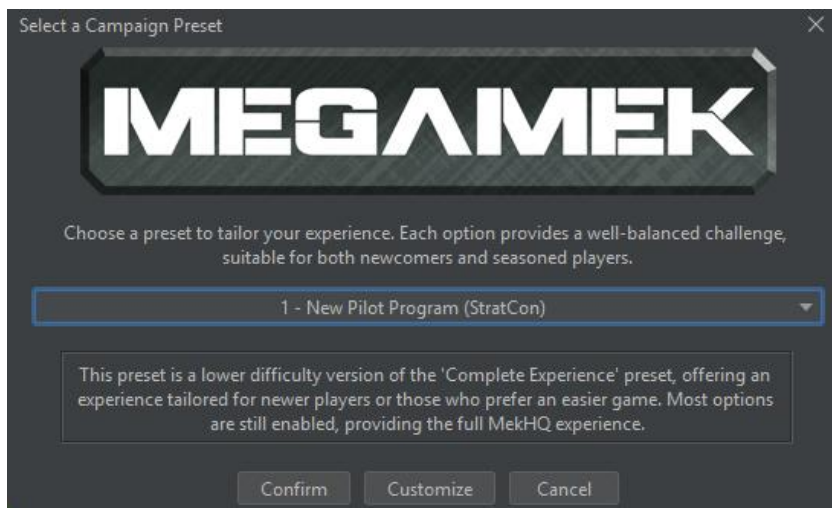 Select a Campaign Preset
MEGAMEK
Choose a preset to tailor your experience. Each option provides a well-balanced challenge,
suitable for both newcomers and seasoned players.
1 - New Pilot Program (StratCon)
This preset is a lower difficulty version of the 'Complete Experience' preset, offering an
experience tailored for newer players or those who prefer an easier game. Most options
are still enabled, providing the full MekHQ experience.
Confirm Customize Cancel